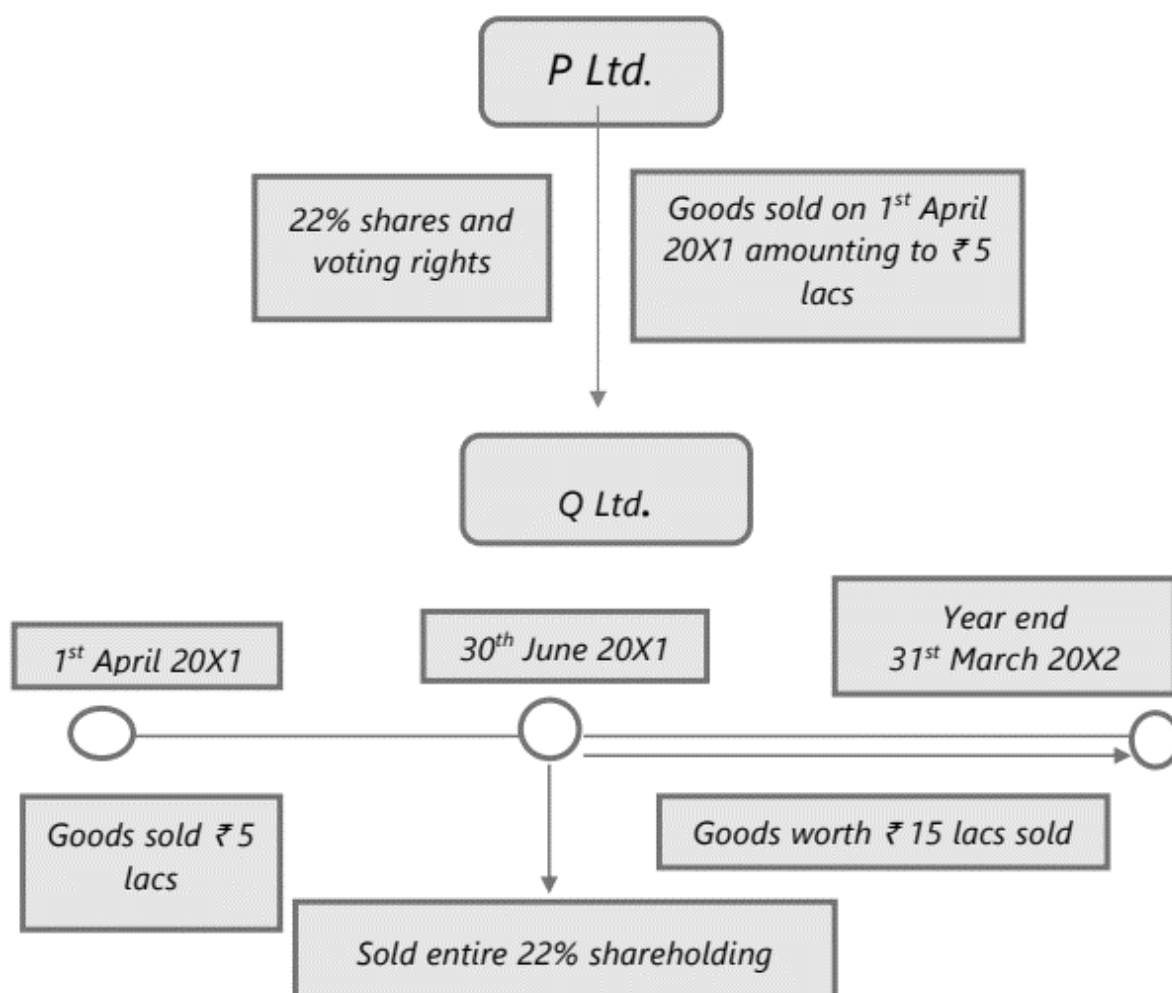 P Ltd.
22% shares and
voting rights
Goods sold on 1st April
20X1 amounting to ₹ 5
lacs
Q Ltd.
1st April 20X1
30th June 20X1
Year end
31st March 20X2
Goods sold ₹ 5
lacs
Goods worth ₹ 15 lacs sold
Sold entire 22% shareholding